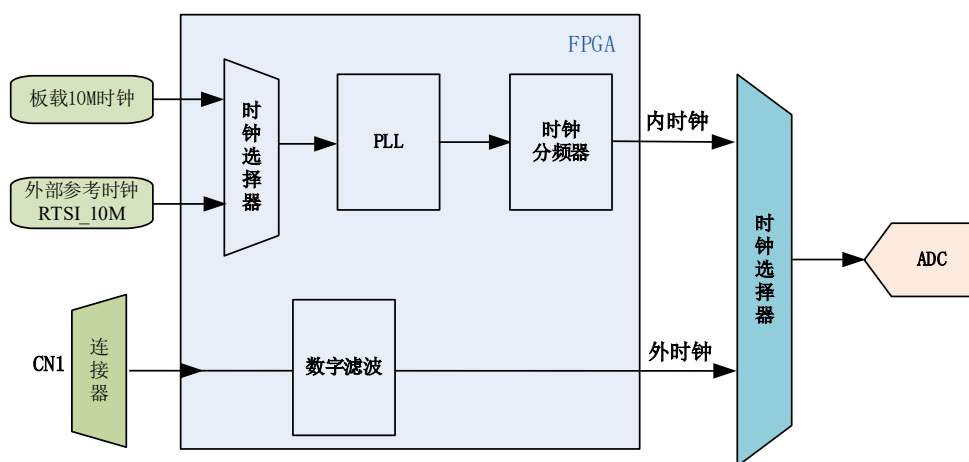 FPGA
板载10M时钟
时钟选择器
PLL
时钟
分频器
内时钟
外部参考时钟
RTSI_10M
时钟选择器
ADC
CN1
连接器
数字滤波
外时钟